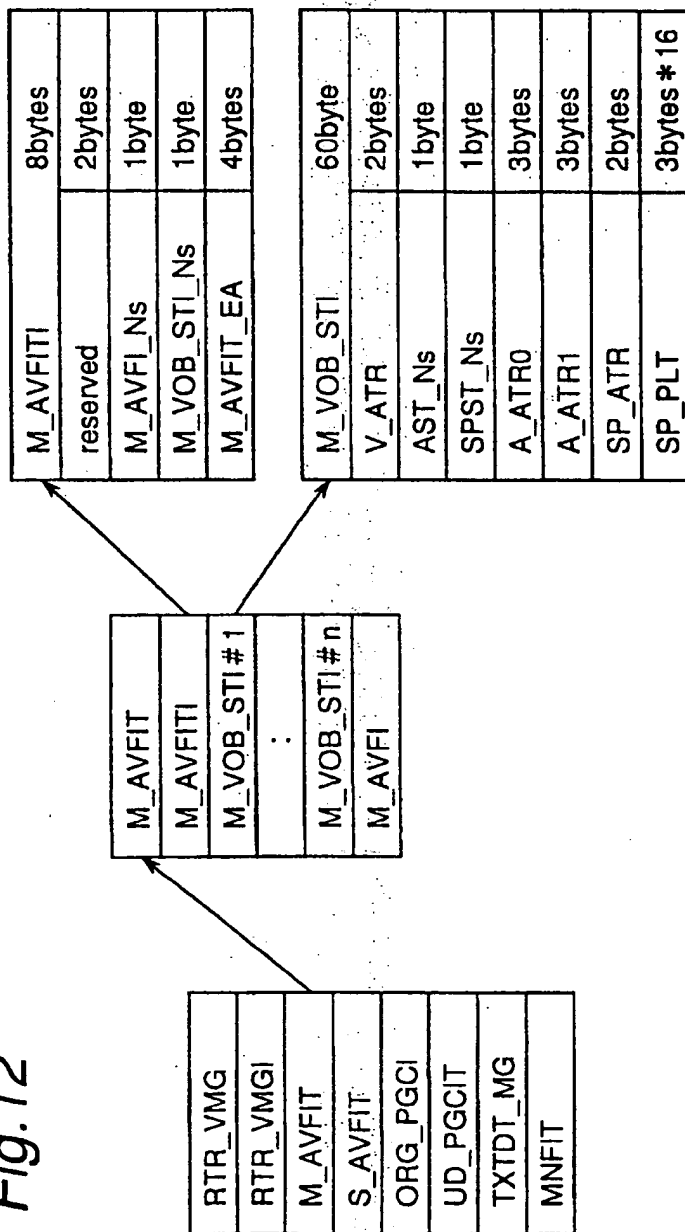 Fig.12
RTR_VMG
RTR_VMGI
M_AVFIT
S_AVFIT
ORG_PGCI
UD_PGCIT
TXTDT_MG
MNFIT
M_AVFIT
M_AVFITI
M_VOB_STI#1
:
M_VOB_STI#n
M_AVFI
M_AVFITI 8bytes
reserved 2bytes
M_AVFI_Ns 1byte
M_VOB_STI_Ns 1byte
M_AVFIT_EA 4bytes
M_VOB_STI 60byte
V_ATR 2bytes
AST_Ns 1byte
SPST_Ns 1byte
A_ATR0 3bytes
A_ATR1 3bytes
SP_ATR 2bytes
SP_PLT 3bytes*16